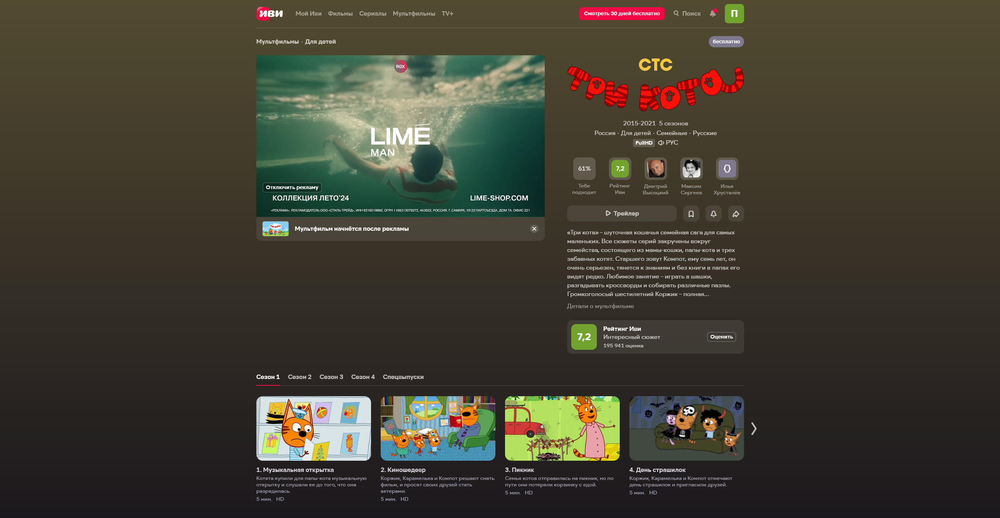 иви
Мой Иви
Фильмы
Сериалы
Мультфильмы
TV+
Смотреть 30 дней бесплатно
Поиск
П
Мультфильмы · Для детей
бесплатно
RGX
LIMÉ
MAN
Отключить рекламу
КОЛЛЕКЦИЯ ЛЕТО'24
LIME-SHOP.COM
«РЕКЛАМА», РЕКЛАМОДАТЕЛЬ ООО «СТИЛЬ ТРЕЙД», ИНН 6316219992, ОГРН 1166313079272, 443022, РОССИЯ, Г. САМАРА, УЛ.22 ПАРТСЪЕЗДА, ДОМ 7А, ОФИС 221
ТРИ КОТА
Мультфильм начнётся после рекламы
СТС
ТРИ КОТА
2015-2021 5 сезонов
Россия · Для детей · Семейные · Русские
FullHD РУС
61%
Тебе
подходит
7,2
Рейтинг
Иви
Дмитрий
Высоцкий
Максим
Сергеев
Илья
Хрусталёв
Трейлер
«Три кота» – шуточная кошачья семейная сага для самых
маленьких. Все сюжеты серий закручены вокруг
семейства, состоящего из мамы-кошки, папы-кота и трех
забавных котят. Старшего зовут Компот, ему семь лет, он
очень серьезен, тянется к знаниям и без книги в лапах его
видят редко. Любимое занятие – играть в шашки,
разгадывать кроссворды и собирать различные пазлы.
Громкоголосый шестилетний Коржик – полная...
Детали о мультфильме
7,2
Рейтинг Иви
Интересный сюжет
195 941 оценка
Оценить
Сезон 1
Сезон 2
Сезон 3
Сезон 4
Спецвыпуски
1. Музыкальная открытка
Котята купили для папы-кота музыкальную
открытку и слушали ее до того, что она
разрядилась.
5 мин. HD
2. Киношедевр
Коржик, Карамелька и Компот решают снять
фильм, и просят своих друзей стать
актерами.
5 мин. HD
3. Пикник
Семья котов отправилась на пикник, но по
пути они потеряли корзинку с едой.
5 мин. HD
4. День страшилок
Коржик, Карамелька и Компот отмечают
день страшилок и пригласили друзей.
5 мин. HD